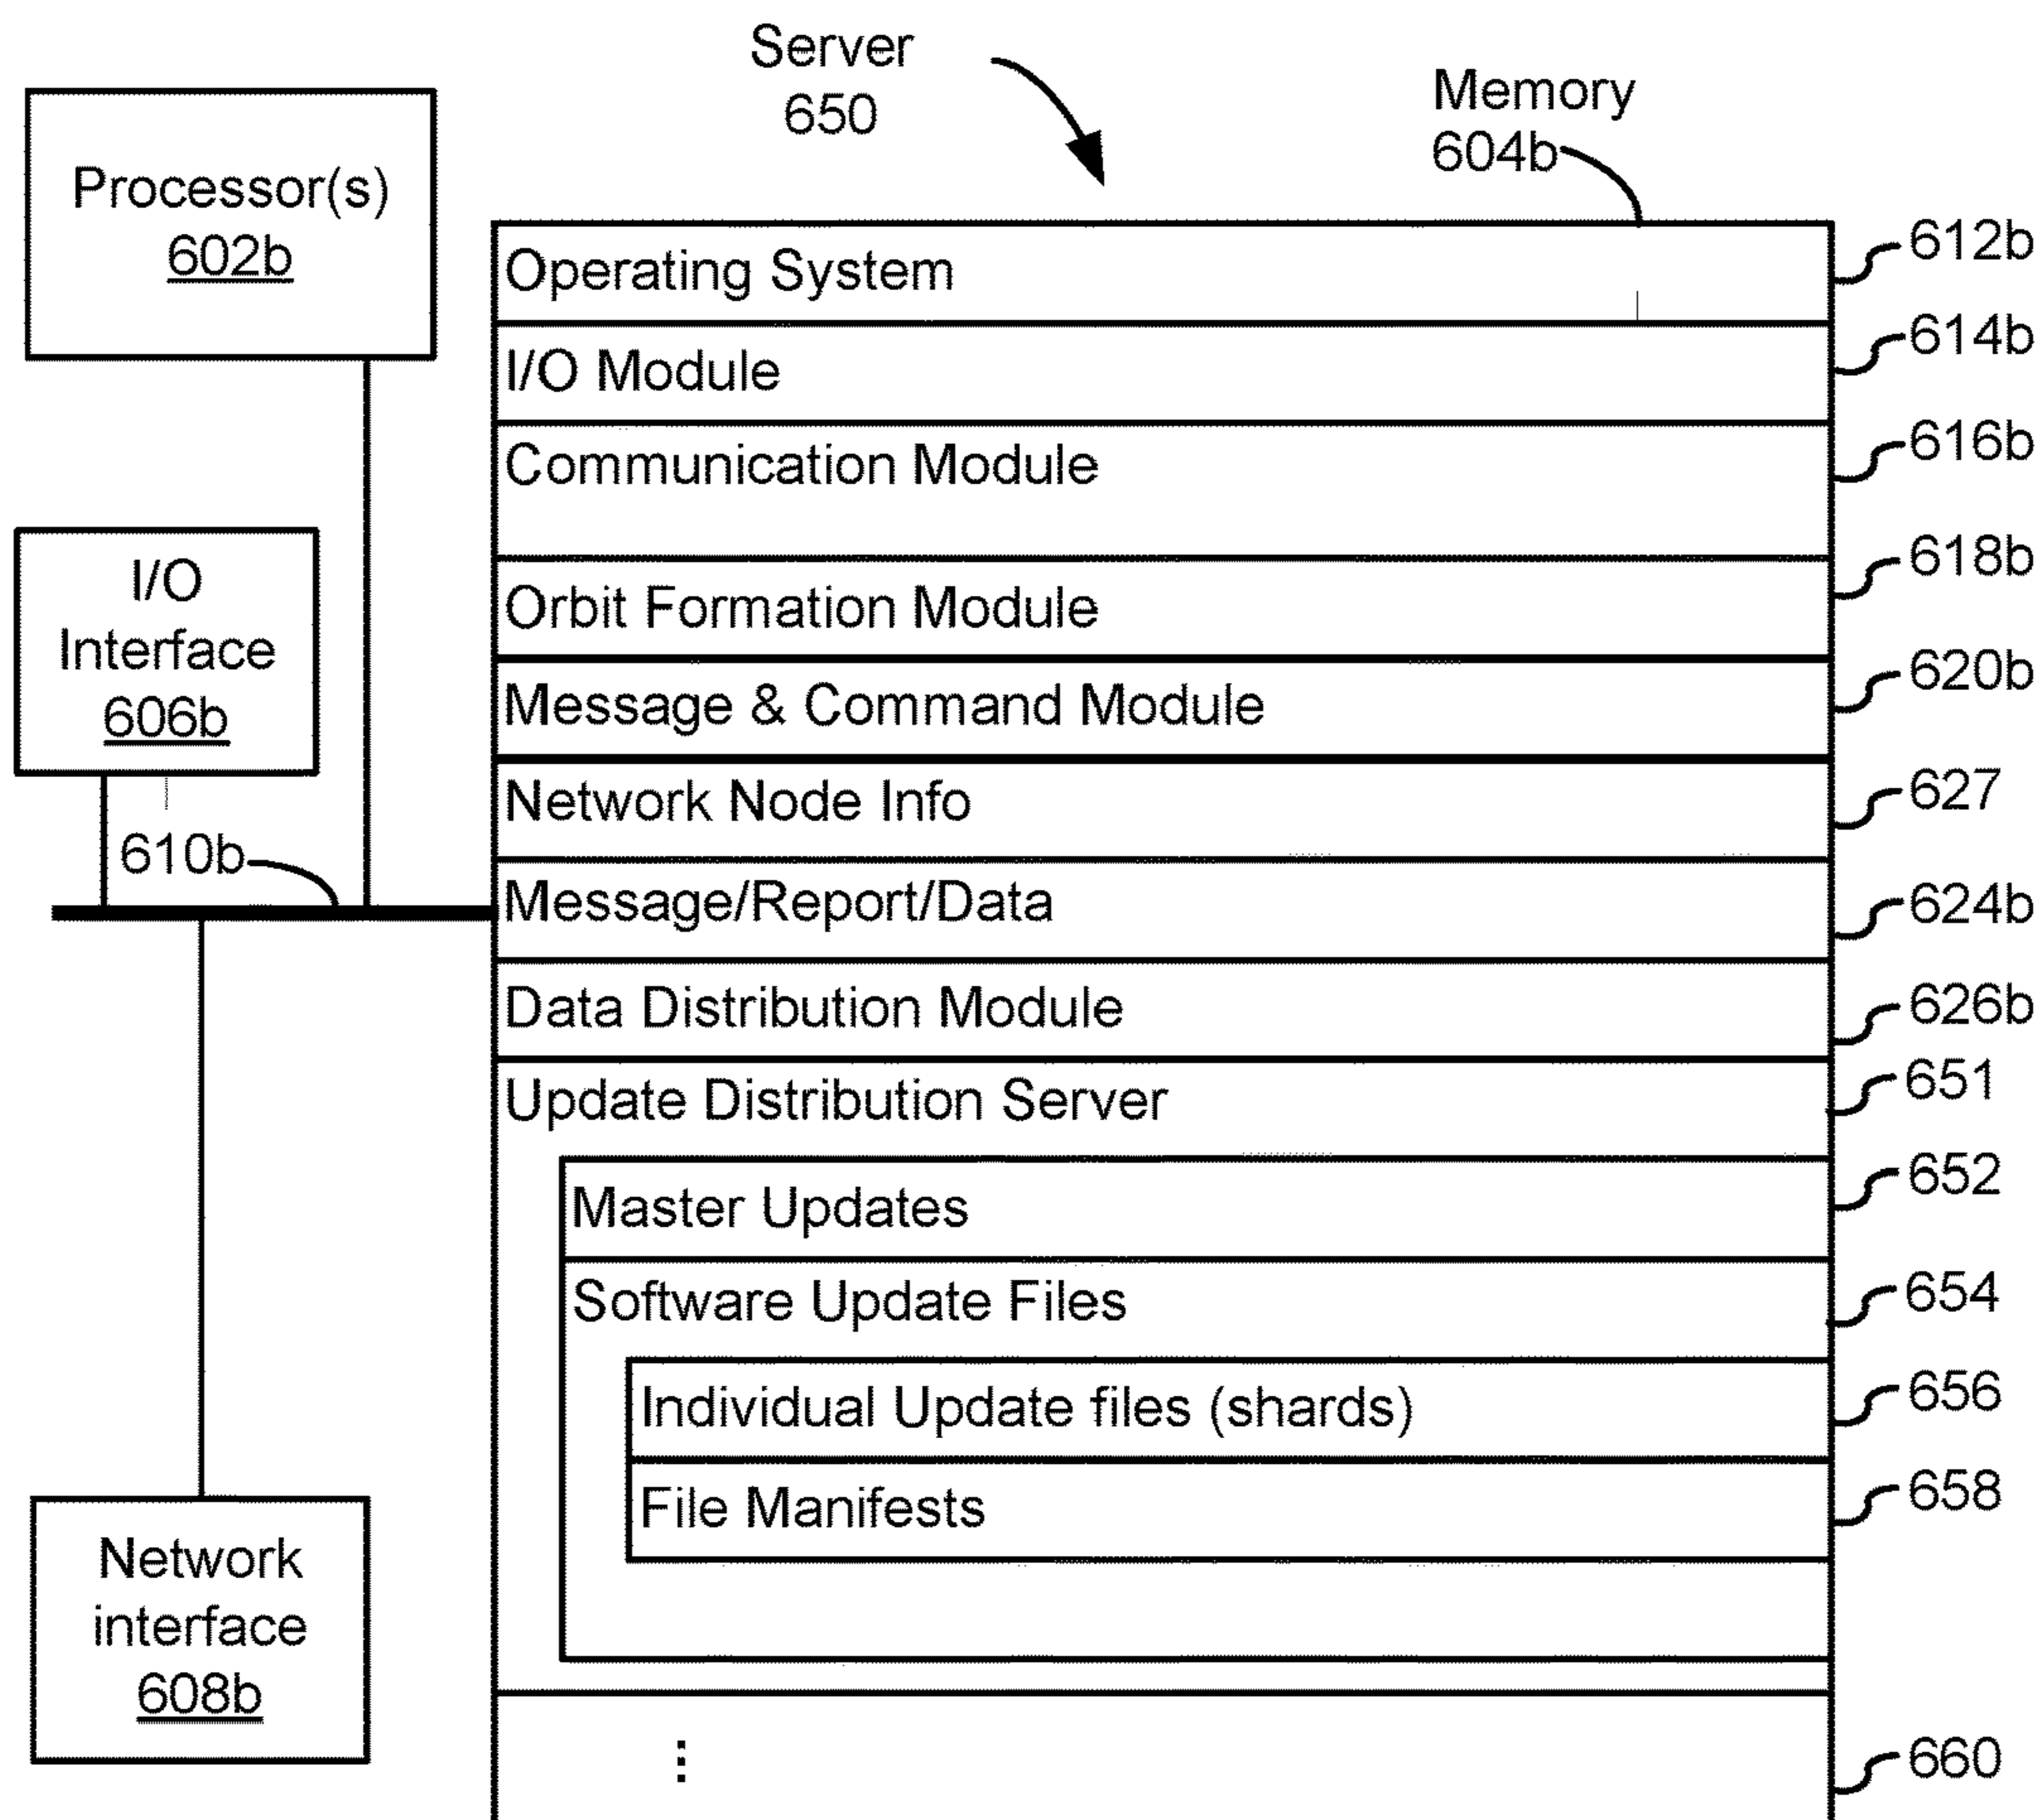 Server
650
Memory
604b
Processor(s)
602b
Operating System
612b
I/O Module
614b
Communication Module
616b
I/O
Interface
606b
Orbit Formation Module
618b
Message & Command Module
620b
Network Node Info
627
610b
Message/Report/Data
624b
Data Distribution Module
626b
Update Distribution Server
651
Master Updates
652
Software Update Files
654
Individual Update files (shards)
656
File Manifests
658
Network
interface
608b
⋮
660